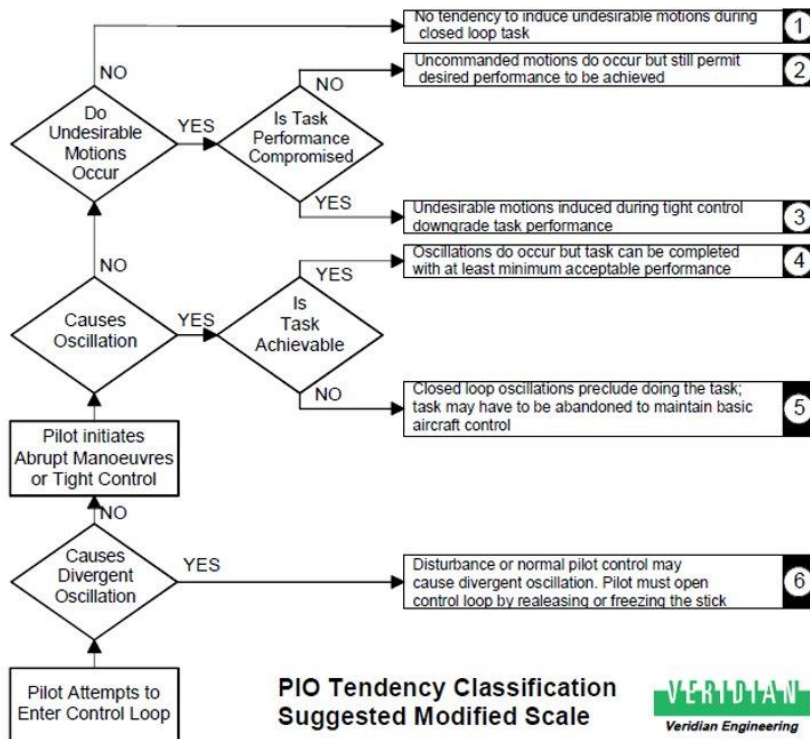 No tendency to induce undesirable motions during
closed loop task
1
NO
Uncommanded motions do occur but still permit
desired performance to be achieved
2
NO
Do
Undesirable
Motions
Occur
YES
Is Task
Performance
Compromised
YES
Undesirable motions induced during tight control
downgrade task performance
3
Oscillations do occur but task can be completed
with at least minimum acceptable performance
4
NO
YES
Causes
Oscillation
YES
Is
Task
Achievable
NO
Closed loop oscillations preclude doing the task;
task may have to be abandoned to maintain basic
aircraft control
5
Pilot initiates
Abrupt Manoeuvres
or Tight Control
NO
Causes
Divergent
Oscillation
YES
Disturbance or normal pilot control may
cause divergent oscillation. Pilot must open
control loop by realeasing or freezing the stick
6
Pilot Attempts to
Enter Control Loop
PIO Tendency Classification
Suggested Modified Scale
VERIDIAN
Veridian Engineering